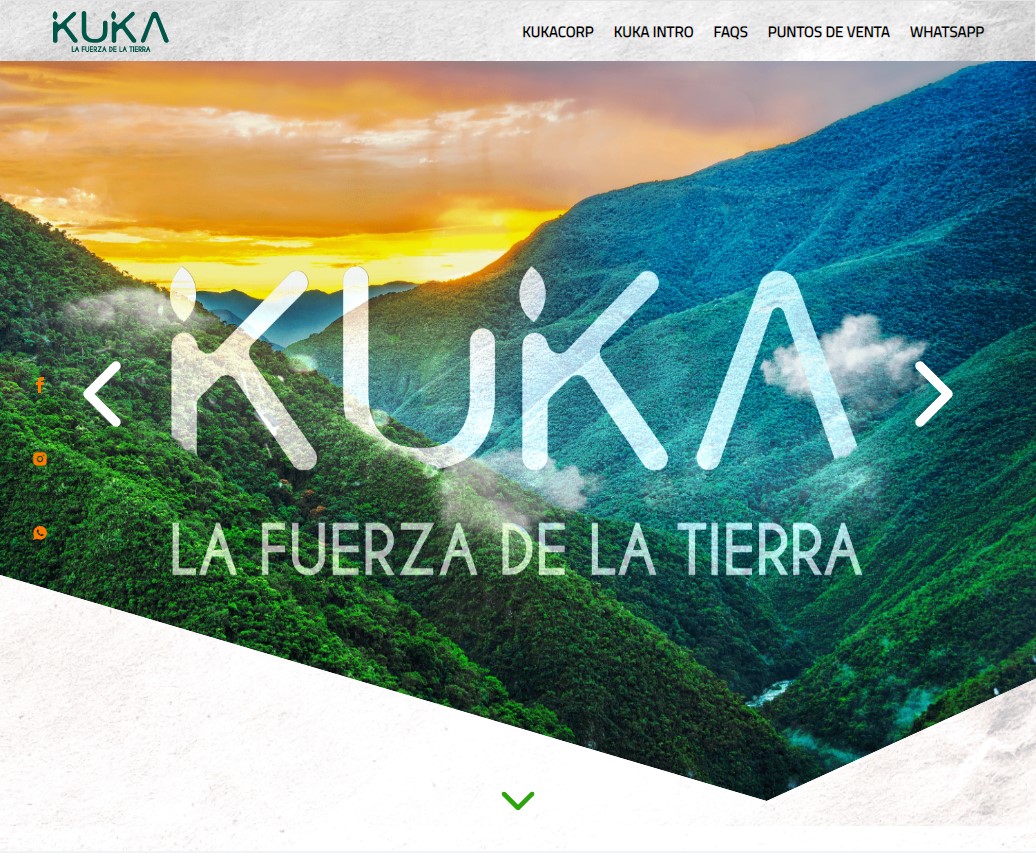 KUKA
LA FUERZA DE LA TIERRA
KUKACORP KUKA INTRO FAQS PUNTOS DE VENTA WHATSAPP
KUKA
LA FUERZA DE LA TIERRA